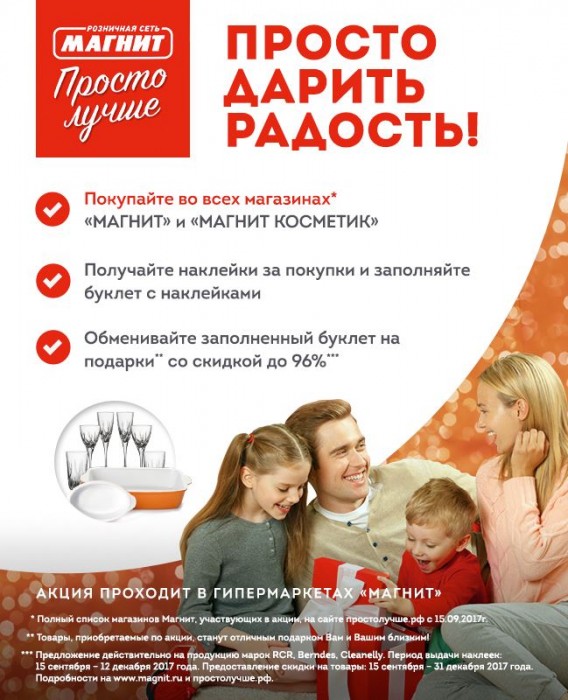 РОЗНИЧНАЯ СЕТЬ
МАГНИТ
Просто
лучше
ПРОСТО
ДАРИТЬ
РАДОСТЬ!
Покупайте во всех магазинах*
«МАГНИТ» и «МАГНИТ КОСМЕТИК»
Получайте наклейки за покупки и заполняйте
буклет с наклейками
Обменивайте заполненный буклет на
подарки** со скидкой до 96%***
АКЦИЯ ПРОХОДИТ В ГИПЕРМАРКЕТАХ «МАГНИТ»
* Полный список магазов Магнит, участвующих в акции, на сайте простолучше.рф с 15.09.2017г.
** Товары, приобретаемые по акции, станут отличным подарком Вам и Вашим близким!
*** Предложение действительно на продукцию марок RCR, Berndes, Cleanelly. Период выдачи наклеек:
15 сентября – 12 декабря 2017 года. Предоставление скидки на товары: 15 сентября – 31 декабря 2017 года.
Подробности на www.magnit.ru и простолучше.рф.